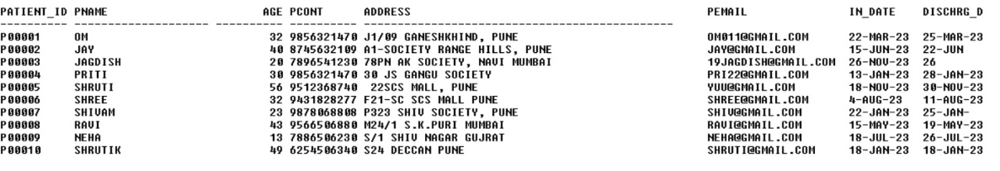 PATIENT_ID PNAME AGE PCONT ADDRESS PEMAIL IN_DATE DISCHRG_D
P00001 OM 32 9856321470 J1/09 GANESHKHIND, PUNE OM011@GMAIL.COM 22-MAR-23 25-MAR-23
P00002 JAY 40 8745632109 A1-SOCIETY RANGE HILLS, PUNE JAY@GMAIL.COM 15-JUN-23 22-JUN
P00003 JAGDISH 20 7896541230 78PN AK SOCIETY, NAVI MUMBAI 19JAGDISH@GMAIL.COM 26-NOV-23 26
P00004 PRITI 30 9856321470 30 JS GANGU SOCIETY PRI22@GMAIL.COM 13-JAN-23 28-JAN-23
P00005 SHRUTI 56 9512368740 22SCS MALL, PUNE YUU@GMAIL.COM 18-NOV-23 30-NOV-23
P00006 SHREE 32 9431828277 F21-SC SCS MALL PUNE SHREE@GMAIL.COM 4-AUG-23 11-AUG-23
P00007 SHIVAM 23 9878068808 P323 SHIV SOCIETY, PUNE SHIV@GMAIL.COM 22-JAN-23 25-JAN-
P00008 RAVI 43 9566506880 M24/1 S.K.PURI MUMBAI RAVI@GMAIL.COM 15-MAY-23 19-MAY-23
P00009 NEHA 13 7886506230 S/1 SHIV NAGAR GUJRAT NEHA@GMAIL.COM 18-JUL-23 26-JUL-23
P00010 SHRUTIK 49 6254506340 S24 DECCAN PUNE SHRUTI@GMAIL.COM 18-JAN-23 18-JAN-23